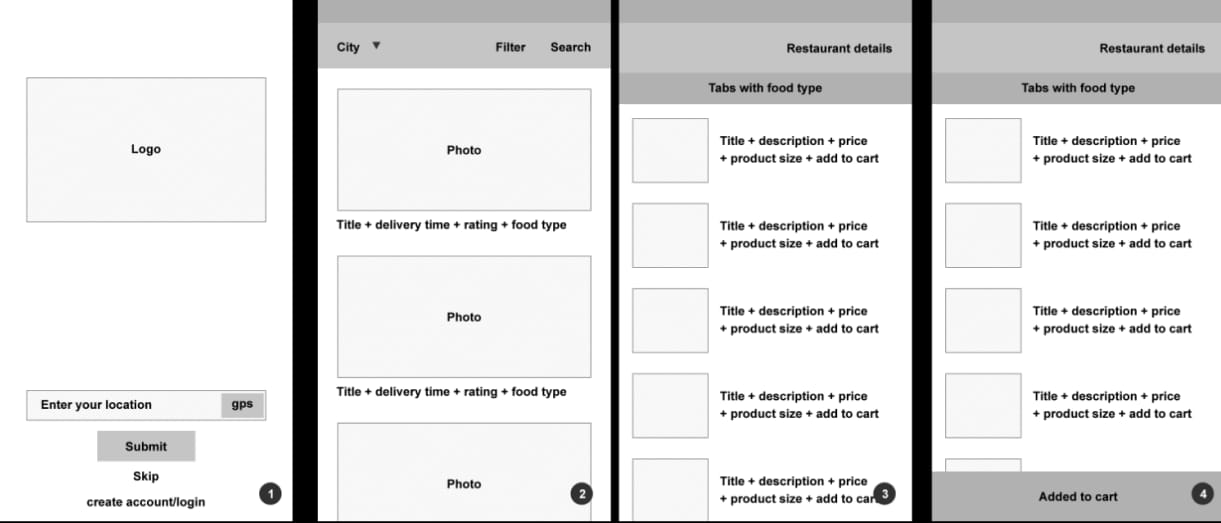 Logo
Enter your location
gps
Submit
Skip
create account/login
1
City ▼
Filter
Search
Photo
Title + delivery time + rating + food type
Photo
Title + delivery time + rating + food type
Photo
2
Restaurant details
Tabs with food type
Title + description + price
+ product size + add to cart
Title + description + price
+ product size + add to cart
Title + description + price
+ product size + add to cart
Title + description + price
+ product size + add to cart
Title + description + price
+ product size + add to car
3
Restaurant details
Tabs with food type
Title + description + price
+ product size + add to cart
Title + description + price
+ product size + add to cart
Title + description + price
+ product size + add to cart
Title + description + price
+ product size + add to cart
Added to cart
4